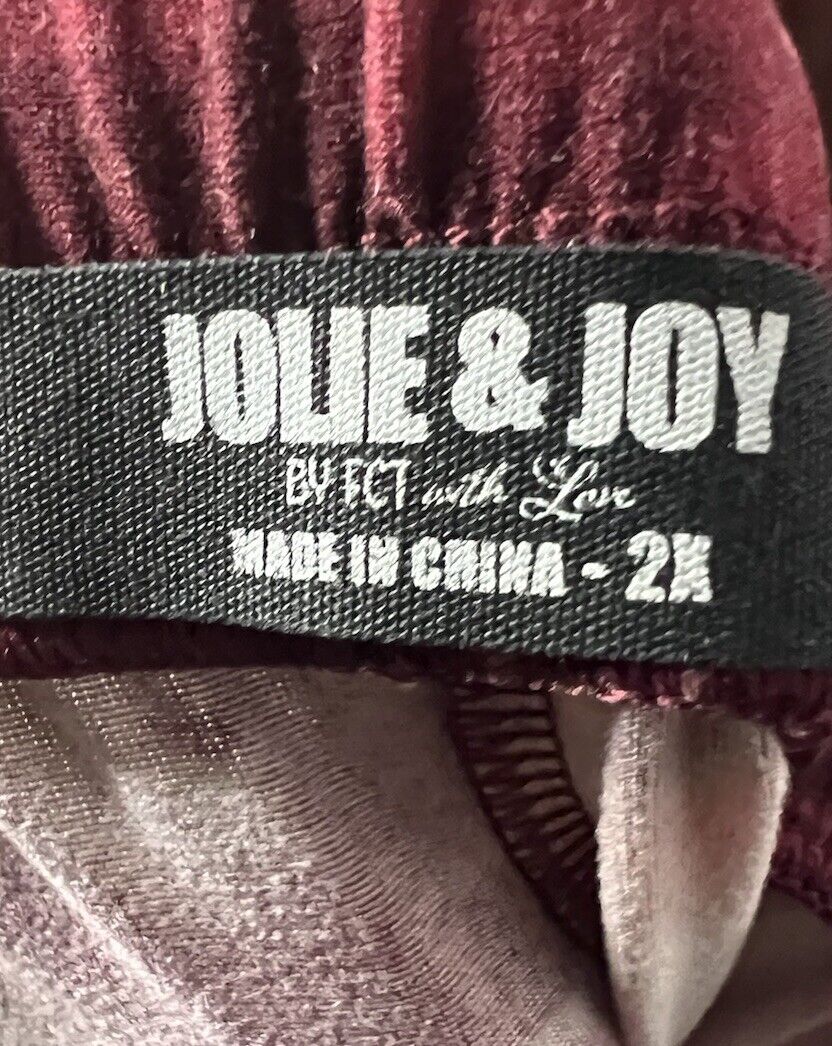 JOLIE & JOY
BY FCT with Love
MADE IN CHINA - 2X